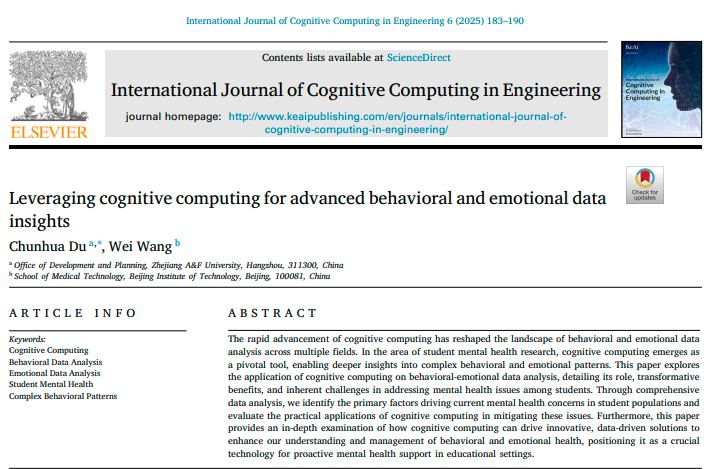 International Journal of Cognitive Computing in Engineering 6 (2025) 183–190
ELSEVIER
Contents lists available at ScienceDirect
International Journal of Cognitive Computing in Engineering
journal homepage: http://www.keaipublishing.com/en/journals/international-journal-of-
cognitive-computing-in-engineering/
KeAi
Cognitive
Computing in
Engineering
Check for
updates
Leveraging cognitive computing for advanced behavioral and emotional data
insights
Chunhua Du a,*, Wei Wang b
a Office of Development and Planning, Zhejiang A&F University, Hangzhou, 311300, China
b School of Medical Technology, Beijing Institute of Technology, Beijing, 100081, China
ARTICLE INFO
Keywords:
Cognitive Computing
Behavioral Data Analysis
Emotional Data Analysis
Student Mental Health
Complex Behavioral Patterns
ABSTRACT
The rapid advancement of cognitive computing has reshaped the landscape of behavioral and emotional data
analysis across multiple fields. In the area of student mental health research, cognitive computing emerges as
a pivotal tool, enabling deeper insights into complex behavioral and emotional patterns. This paper explores
the application of cognitive computing on behavioral-emotional data analysis, detailing its role, transformative
benefits, and inherent challenges in addressing mental health issues among students. Through comprehensive
data analysis, we identify the primary factors driving current mental health concerns in student populations and
evaluate the practical applications of cognitive computing in mitigating these issues. Furthermore, this paper
provides an in-depth examination of how cognitive computing can drive innovative, data-driven solutions to
enhance our understanding and management of behavioral and emotional health, positioning it as a crucial
technology for proactive mental health support in educational settings.